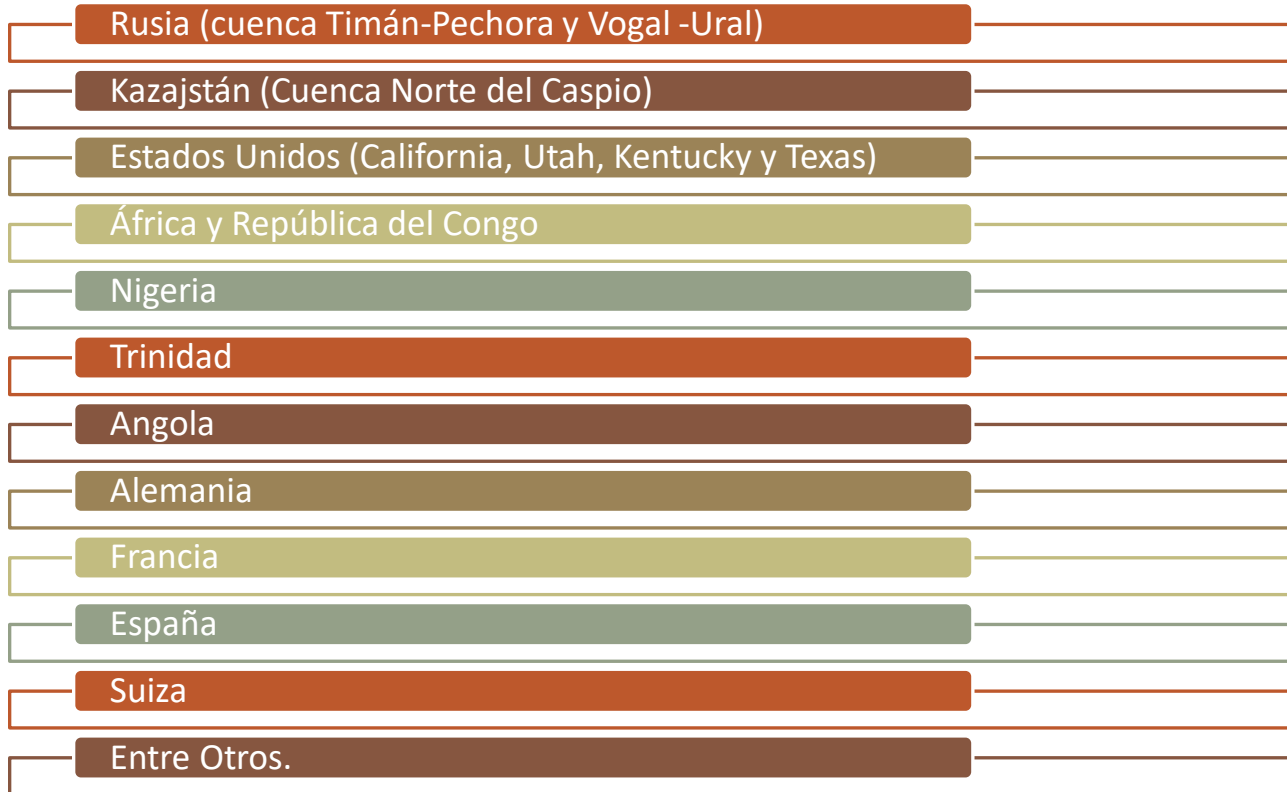 Rusia (cuenca Timán-Pechora y Vogal -Ural)
Kazajstán (Cuenca Norte del Caspio)
Estados Unidos (California, Utah, Kentucky y Texas)
África y República del Congo
Nigeria
Trinidad
Angola
Alemania
Francia
España
Suiza
Entre Otros.